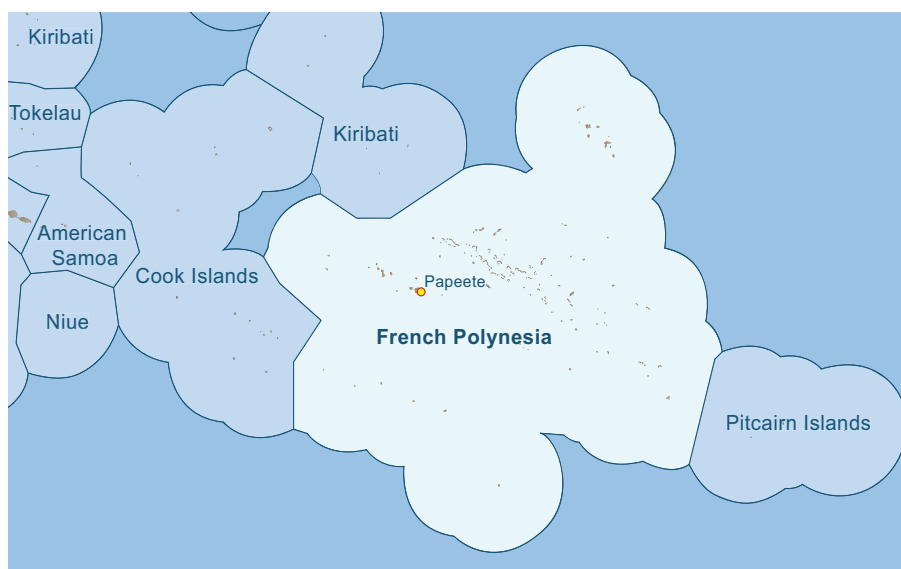 Kiribati
Tokelau
Kiribati
American
Samoa
Cook Islands
Papeete
Niue
French Polynesia
Pitcairn Islands